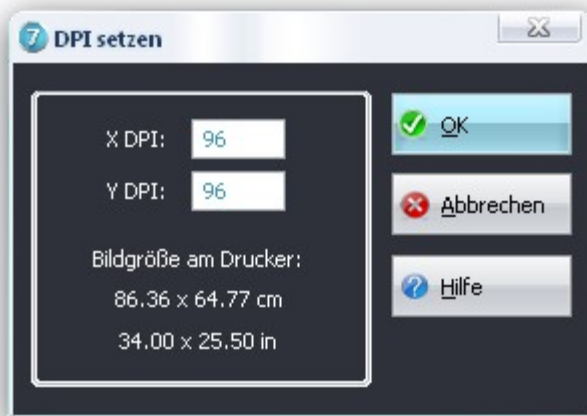 7 DPI setzen
X DPI: 96
Y DPI: 96
Bildgröße am Drucker:
86.36 x 64.77 cm
34.00 x 25.50 in
OK
Abbrechen
Hilfe